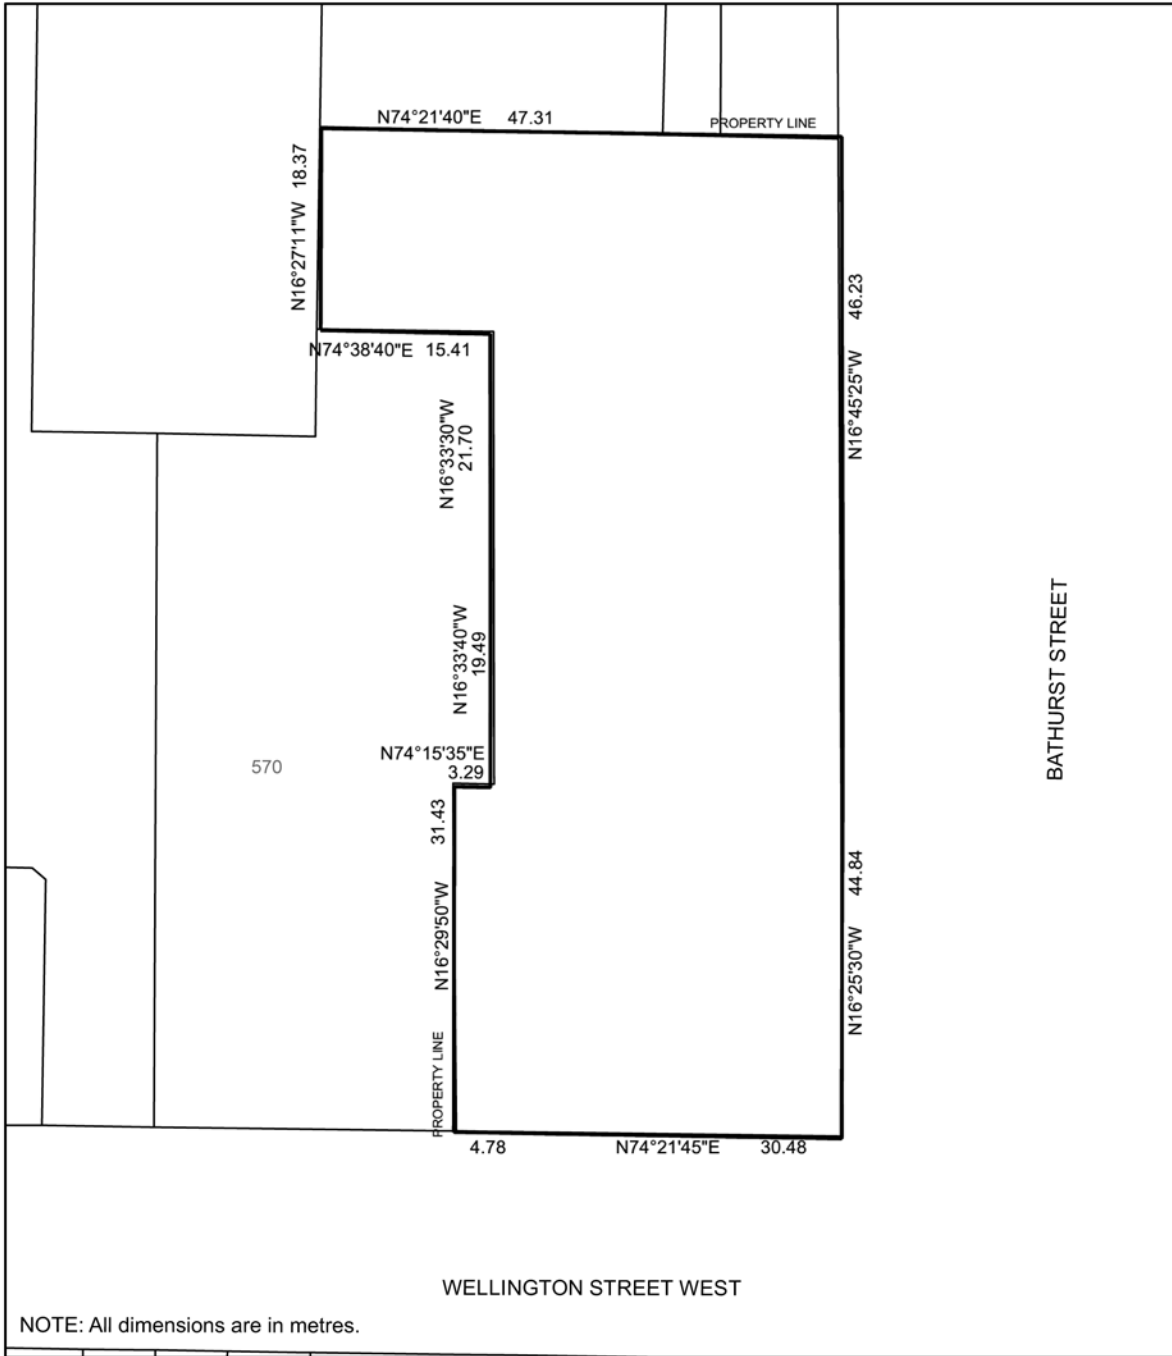 N74°21'40"E 47.31
PROPERTY LINE
N16°27'11"W 18.37
N74°38'40"E 15.41
N16°33'30"W
21.70
46.23
N16°45'25"W
N16°33'40"W
19.49
N74°15'35"E
3.29
570
31.43
N16°29'50"W
PROPERTY LINE
44.84
N16°25'30"W
BATHURST STREET
4.78 N74°21'45"E 30.48
WELLINGTON STREET WEST
NOTE: All dimensions are in metres.